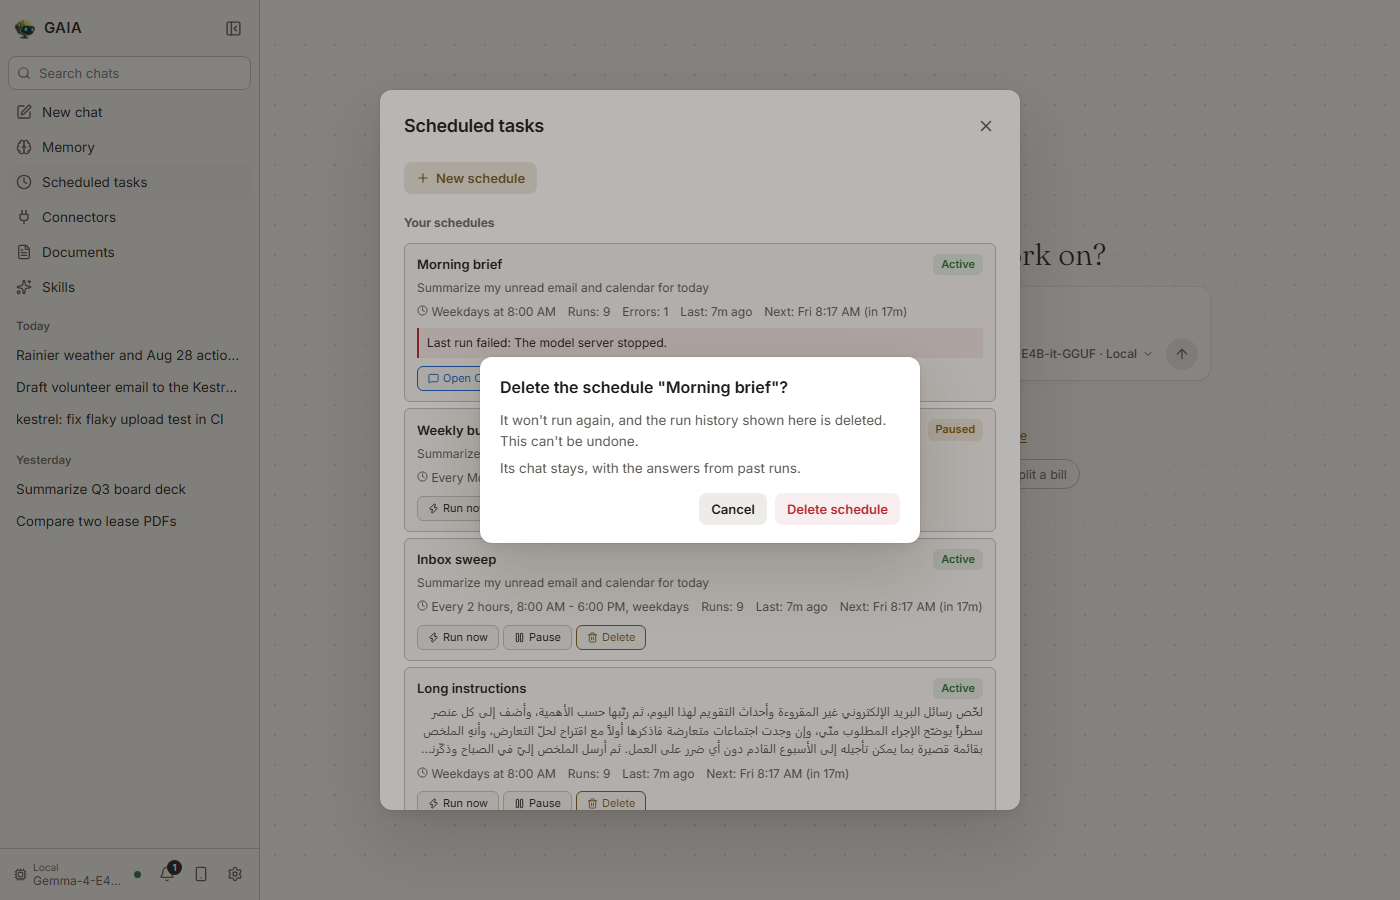 GAIA
Search chats
New chat
Memory
Scheduled tasks
Connectors
Documents
Skills
Today
Rainier weather and Aug 28 actio...
Draft volunteer email to the Kestr...
kestrel: fix flaky upload test in CI
Yesterday
Summarize Q3 board deck
Compare two lease PDFs
Local
Gemma-4-E4...
1
Scheduled tasks
New schedule
Your schedules
Morning brief
Active
Summarize my unread email and calendar for today
Weekdays at 8:00 AM Runs: 9 Errors: 1 Last: 7m ago Next: Fri 8:17 AM (in 17m)
Last run failed: The model server stopped.
Open
Delete the schedule "Morning brief"?
It won't run again, and the run history shown here is deleted.
This can't be undone.
Its chat stays, with the answers from past runs.
Cancel
Delete schedule
Weekly
Paused
Summarize
Every
Run now
Inbox sweep
Active
Summarize my unread email and calendar for today
Every 2 hours, 8:00 AM - 6:00 PM, weekdays Runs: 9 Last: 7m ago Next: Fri 8:17 AM (in 17m)
Run now
Pause
Delete
Long instructions
Active
لخّص رسائل البريد الإلكتروني غير المقروءة وأحداث التقويم لهذا اليوم، ثم رتّبها حسب الأهمية، وأضف إلى كل عنصر
سطراً يوضّح الإجراء المطلوب منّي، وإن وجدت اجتماعات متعارضة فاذكرها أولاً مع اقتراح لحلّ التعارض، وأنهِ الملخص
بقائمة قصيرة بما يمكن تأجيله إلى الأسبوع القادم دون أي ضرر على العمل. ثم أرسل الملخص إليّ في الصباح وذكّرن...
Weekdays at 8:00 AM Runs: 9 Last: 7m ago Next: Fri 8:17 AM (in 17m)
Run now
Pause
Delete
ork on?
E4B-it-GGUF · Local
plit a bill